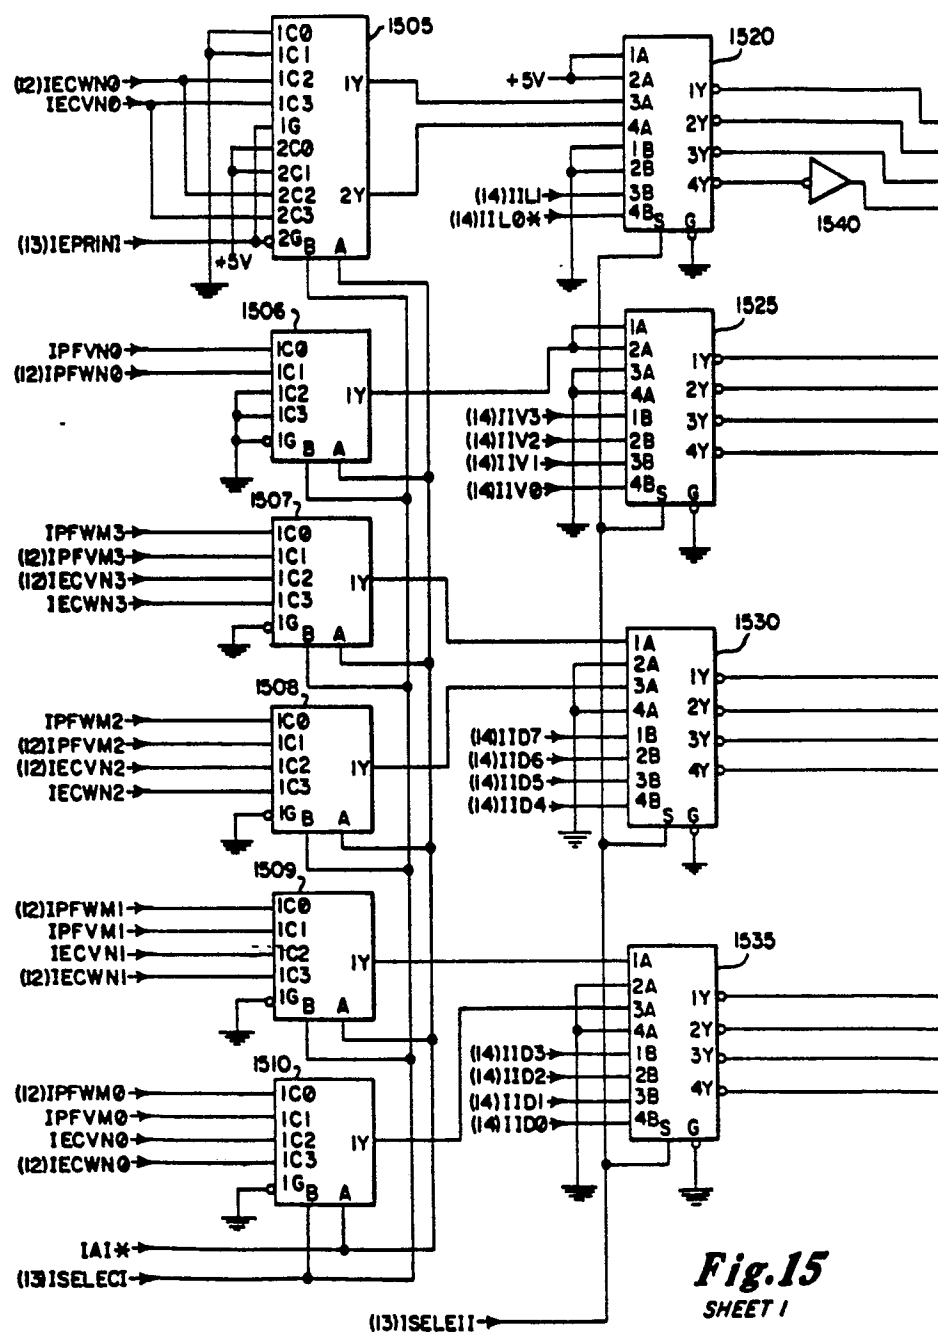 1505
1C0
1C1
(12)IECWN0 1C2 1Y
IECVN0 1C3
1G
2C0
2C1
2C2 2Y
2C3
(13)IEPRIN1 2G B A
+5V
1520
1A
+5V 2A 1Y
3A
4A 2Y
1B
2B 3Y
(14)IIL1 3B 4Y
(14)IIL0* 4B S G
1540
1506
IPFVN0 1C0
(12)IPFWN0 1C1
1C2 1Y
1C3
1G B A
1525
1A
2A 1Y
3A
4A 2Y
(14)IIV3 1B
(14)IIV2 2B 3Y
(14)IIV1 3B 4Y
(14)IIV0 4B S G
1507
IPFWM3 1C0
(12)IPFVM3 1C1
(12)IECVN3 1C2 1Y
IECWN3 1C3
1G B A
1530
1A
2A 1Y
3A
4A 2Y
(14)IID7 1B 3Y
(14)IID6 2B
(14)IID5 3B 4Y
(14)IID4 4B S G
1508
IPFWM2 1C0
(12)IPFVM2 1C1
(12)IECVN2 1C2 1Y
IECWN2 1C3
1G B A
1509
(12)IPFWM1 1C0
IPFVM1 1C1
IECVN1 1C2 1Y
(12)IECWN1 1C3
1G B A
1535
1A
2A 1Y
3A
4A 2Y
(14)IID3 1B 3Y
(14)IID2 2B
(14)IID1 3B 4Y
(14)IID0 4B S G
1510
(12)IPFWM0 1C0
IPFVM0 1C1
IECVN0 1C2 1Y
(12)IECWN0 1C3
1G B A
IA1*
(13)ISELEC1
(13)ISELEI1
Fig.15
SHEET 1